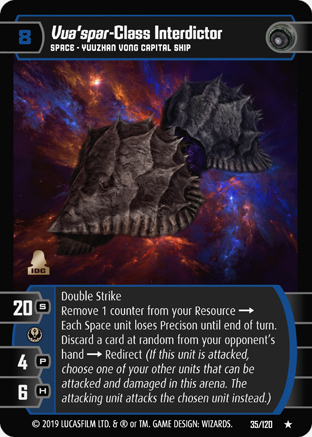 8
Vua'spar-Class Interdictor
SPACE - YUUZHAN VONG CAPITAL SHIP
IDC
20 S
4 P
6 H
Double Strike
Remove 1 counter from your Resource →
Each Space unit loses Precison until end of turn.
Discard a card at random from your opponent's
hand → Redirect (If this unit is attacked,
choose one of your other units that can be
attacked and damaged in this arena. The
attacking unit attacks the chosen unit instead.)
© 2019 LUCASFILM LTD. & ® or TM. GAME DESIGN: WIZARDS.
35/120 ★